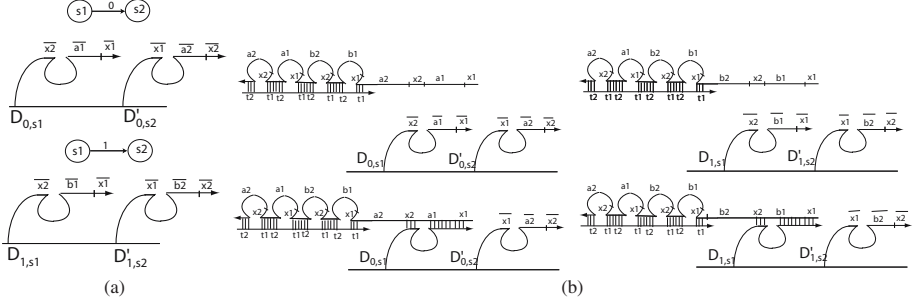 s1 0 s2
x2 a1 x1 x1 a2 x2
D0,s1 D'0,s2
s1 1 s2
x2 b1 x1 x1 b2 x2
D1,s1 D'1,s2
(a)
a2 a1 b2 b1
x2 x1 x2 x1 a2 x2 a1 x1
t2 t1 t2 t1 t2 t1 t2 t1
x2 a1 x1 x1 a2 x2
D0,s1 D'0,s2
a2 a1 b2 b1
x2 x1 x2 x1 a2 x2 a1 x1
t2 t1 t2 t1 t2 t1 t2 t1
x1 a2 x2
D0,s1 D'0,s2
a2 a1 b2 b1
x2 x1 x2 x1 b2 x2 b1 x1
t2 t1 t2 t1 t2 t1 t2 t1
x2 b1 x1 x1 b2 x2
D1,s1 D'1,s2
a2 a1 b2 b1
x2 x1 x2 x1 b2 x2 b1 x1
t2 t1 t2 t1 t2 t1 t2 t1
x1 b2 x2
D1,s1 D'1,s2
(b)